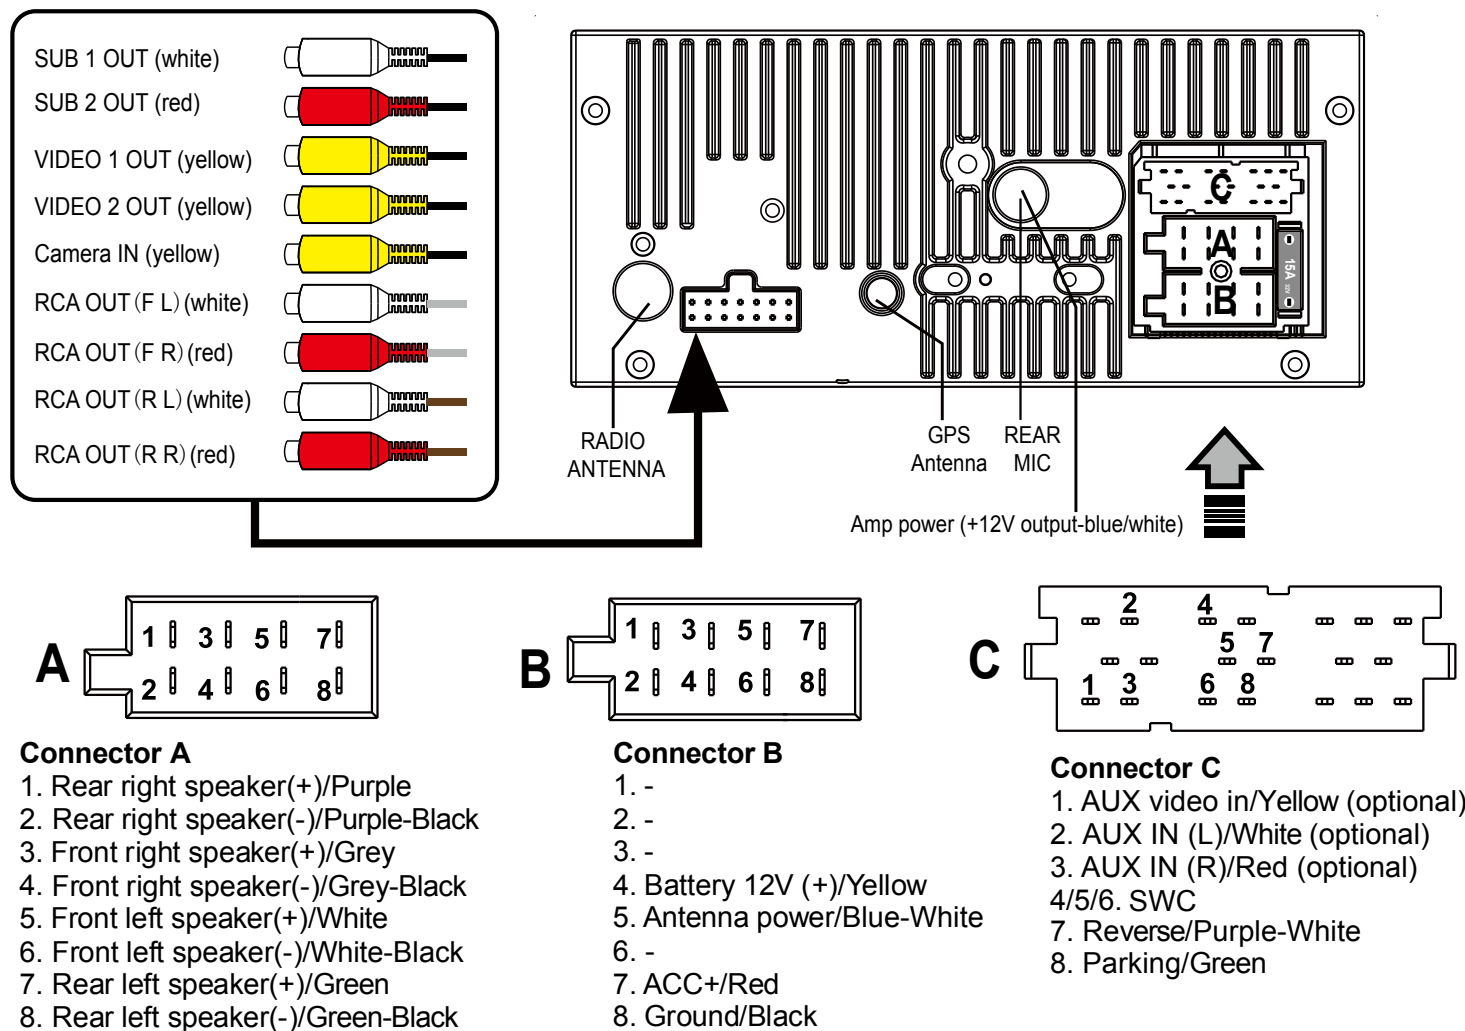 SUB 1 OUT (white)
SUB 2 OUT (red)
VIDEO 1 OUT (yellow)
VIDEO 2 OUT (yellow)
Camera IN (yellow)
RCA OUT (F L) (white)
RCA OUT (F R) (red)
RCA OUT (R L) (white)
RCA OUT (R R) (red)
C
A
B
15A 32V
RADIO
ANTENNA
GPS
Antenna
REAR
MIC
Amp power (+12V output-blue/white)
A
1 3 5 7
2 4 6 8
B
1 3 5 7
2 4 6 8
C
2 4
5 7
1 3 6 8
Connector A
1. Rear right speaker(+)/Purple
2. Rear right speaker(-)/Purple-Black
3. Front right speaker(+)/Grey
4. Front right speaker(-)/Grey-Black
5. Front left speaker(+)/White
6. Front left speaker(-)/White-Black
7. Rear left speaker(+)/Green
8. Rear left speaker(-)/Green-Black
Connector B
1. -
2. -
3. -
4. Battery 12V (+)/Yellow
5. Antenna power/Blue-White
6. -
7. ACC+/Red
8. Ground/Black
Connector C
1. AUX video in/Yellow (optional)
2. AUX IN (L)/White (optional)
3. AUX IN (R)/Red (optional)
4/5/6. SWC
7. Reverse/Purple-White
8. Parking/Green